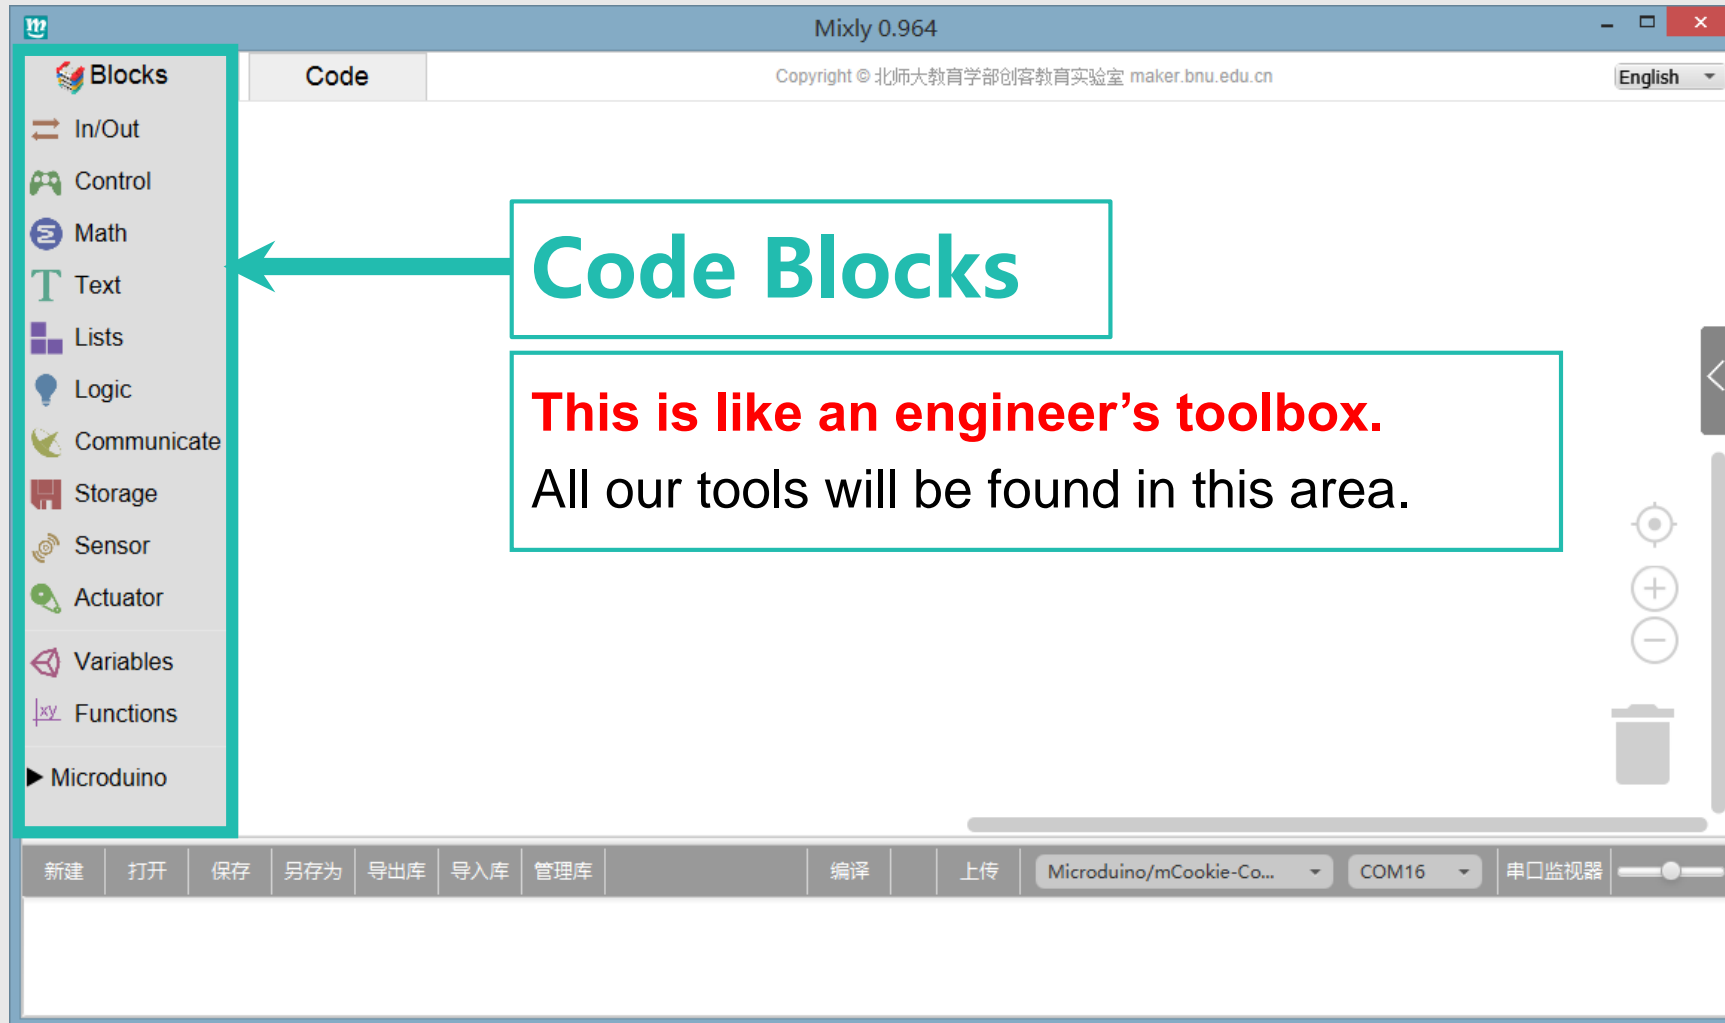 Mixly 0.964
Blocks
Code
Copyright © 北师大教育学部创客教育实验室 maker.bnu.edu.cn
English
In/Out
Control
Math
Text
Lists
Logic
Communicate
Storage
Sensor
Actuator
Variables
Functions
Microduino
Code Blocks
This is like an engineer’s toolbox.
All our tools will be found in this area.
新建 打开 保存 另存为 导出库 导入库 管理库 编译 上传 Microduino/mCookie-Co... COM16 串口监视器